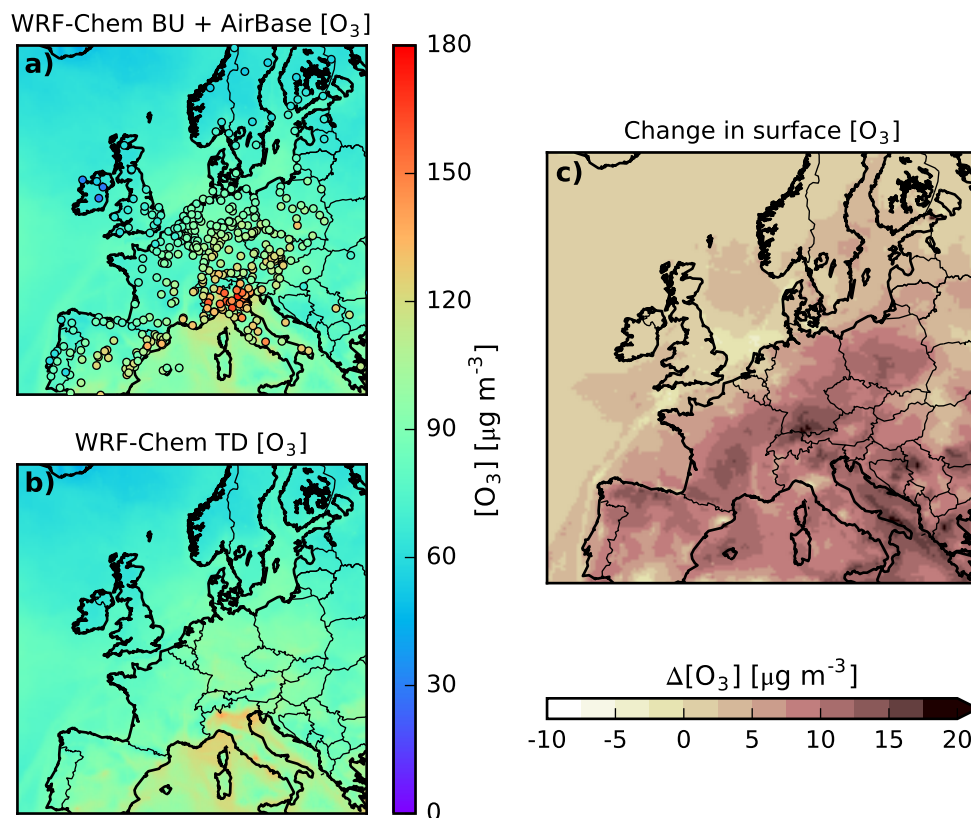 WRF-Chem BU + AirBase [O₃]
a)
180
150
120
90
60
30
0
[O₃] [μg m⁻³]
WRF-Chem TD [O₃]
b)
Change in surface [O₃]
c)
Δ[O₃] [μg m⁻³]
-10 -5 0 5 10 15 20